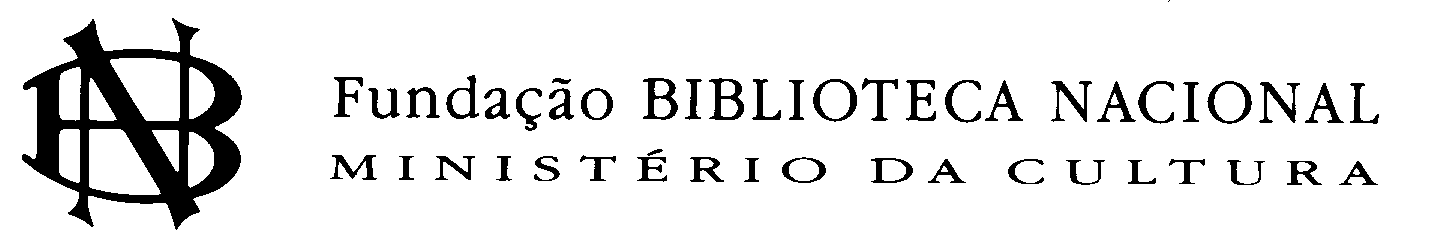 Fundação BIBLIOTECA NACIONAL
MINISTÉRIO DA CULTURA